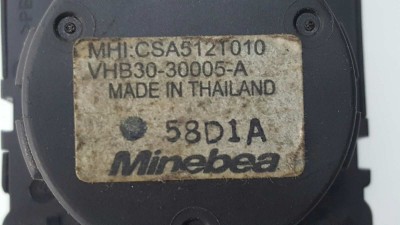 MHI:CSA512T010
VHB30-30005-A
MADE IN THAILAND
58D1A
Minebea